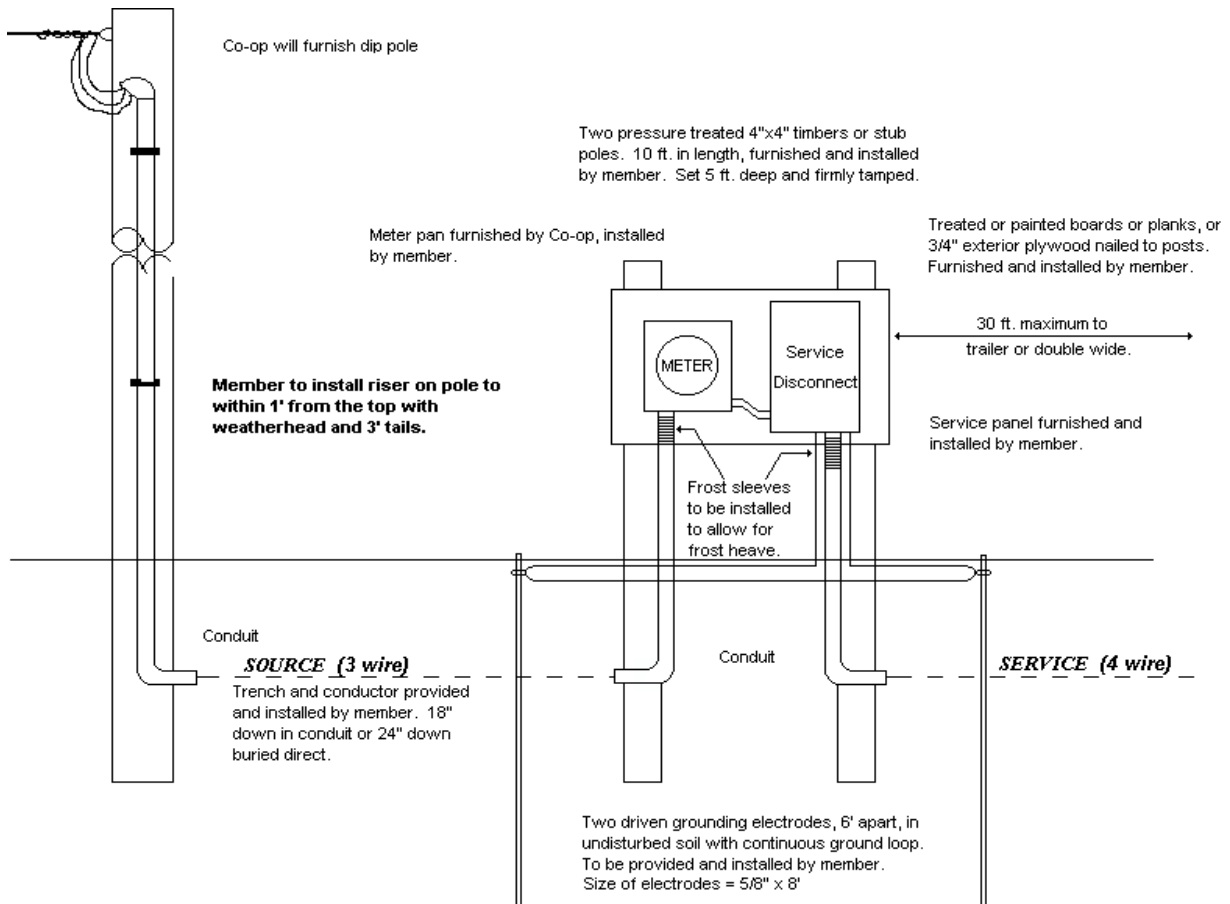 Co-op will furnish dip pole
Two pressure treated 4"x4" timbers or stub
poles. 10 ft. in length, furnished and installed
by member. Set 5 ft. deep and firmly tamped.
Meter pan furnished by Co-op, installed
by member.
Treated or painted boards or planks, or
3/4" exterior plywood nailed to posts.
Furnished and installed by member.
30 ft. maximum to
trailer or double wide.
METER
Service
Disconnect
Member to install riser on pole to
within 1' from the top with
weatherhead and 3' tails.
Service panel furnished and
installed by member.
Frost sleeves
to be installed
to allow for
frost heave.
Conduit
SOURCE (3 wire)
Trench and conductor provided
and installed by member. 18"
down in conduit or 24" down
buried direct.
Conduit
SERVICE (4 wire)
Two driven grounding electrodes, 6' apart, in
undisturbed soil with continuous ground loop.
To be provided and installed by member.
Size of electrodes = 5/8" x 8'